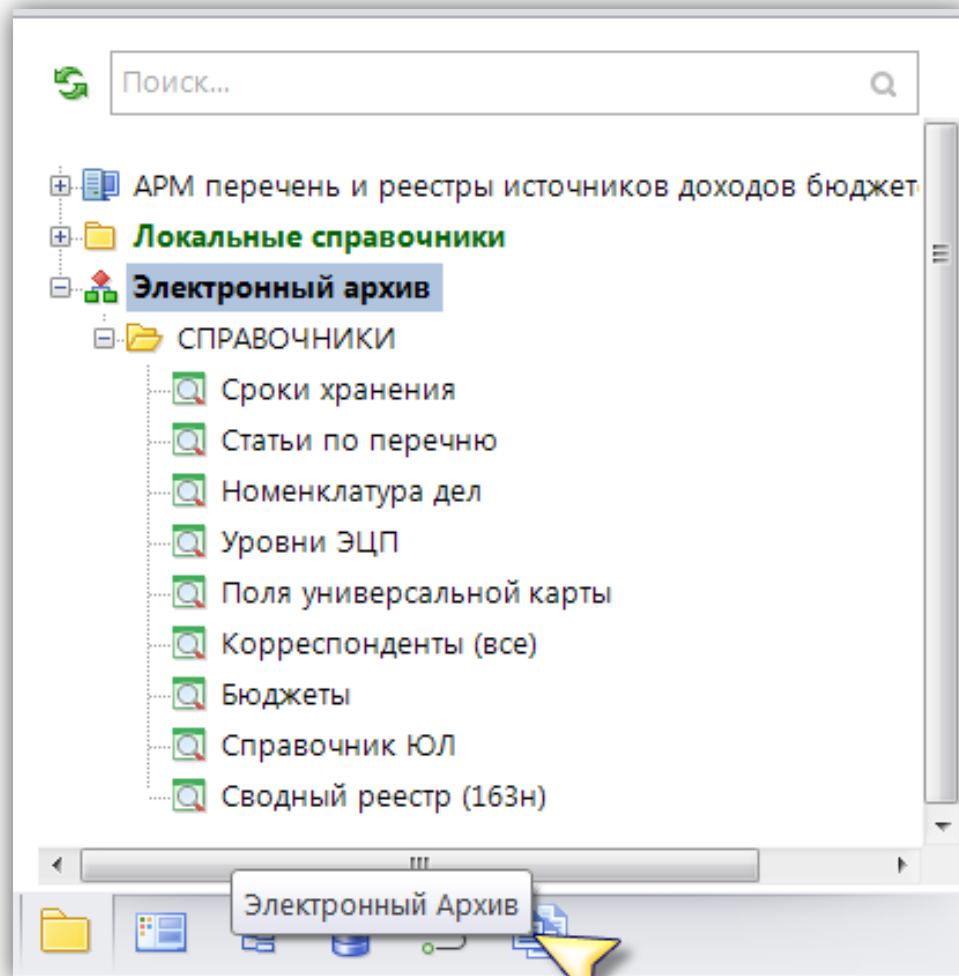 Поиск...
АРМ перечень и реестры источников доходов бюджет
Локальные справочники
Электронный архив
СПРАВОЧНИКИ
Сроки хранения
Статьи по перечню
Номенклатура дел
Уровни ЭЦП
Поля универсальной карты
Корреспонденты (все)
Бюджеты
Справочник ЮЛ
Сводный реестр (163н)
Электронный Архив